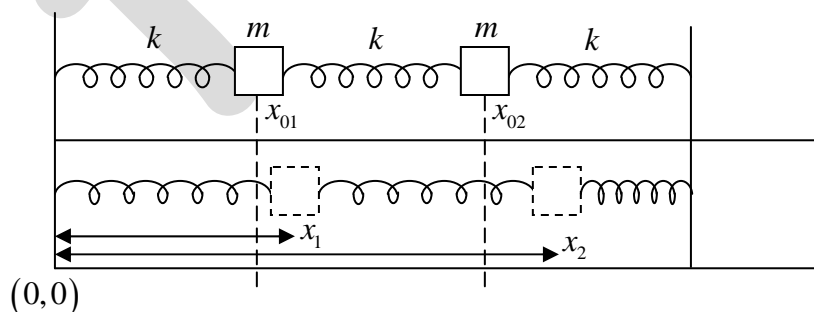 k m k m k
x₀₁ x₀₂
x₁
x₂
(0,0)